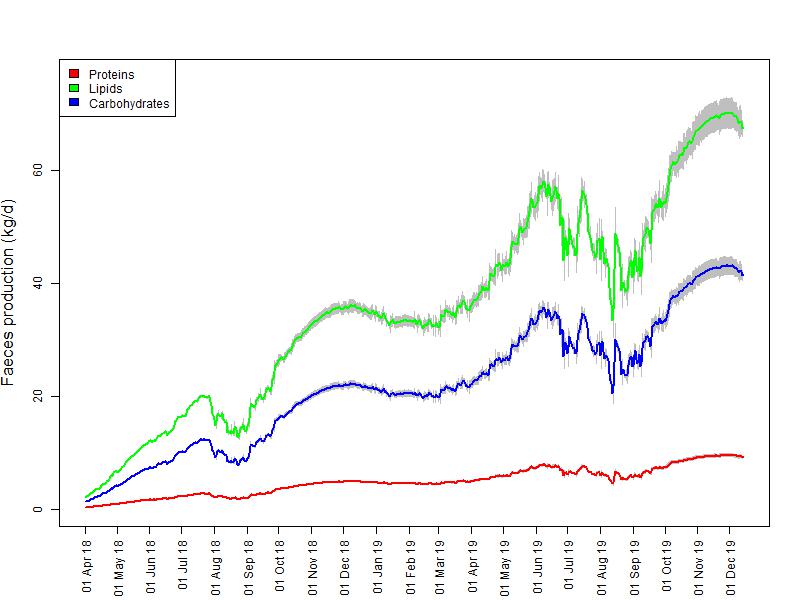 Proteins
Lipids
Carbohydrates
Faeces production (kg/d)
60
40
20
0
01 Apr 18
01 May 18
01 Jun 18
01 Jul 18
01 Aug 18
01 Sep 18
01 Oct 18
01 Nov 18
01 Dec 18
01 Jan 19
01 Feb 19
01 Mar 19
01 Apr 19
01 May 19
01 Jun 19
01 Jul 19
01 Aug 19
01 Sep 19
01 Oct 19
01 Nov 19
01 Dec 19